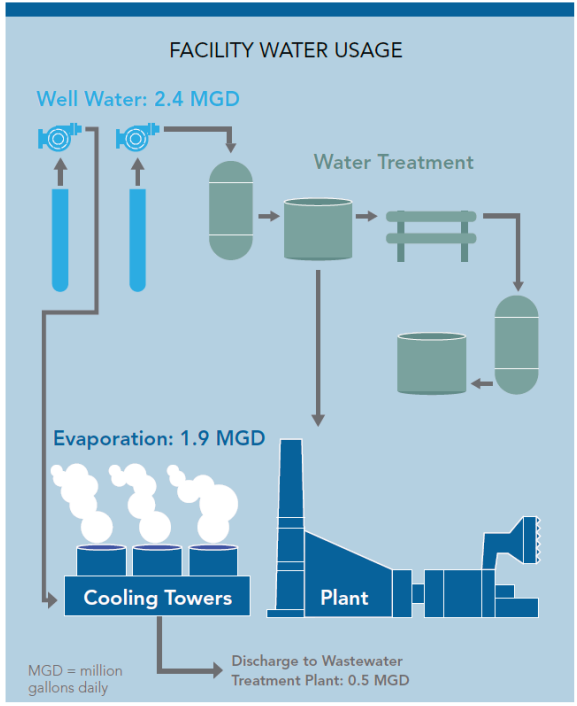 FACILITY WATER USAGE
Well Water: 2.4 MGD
Water Treatment
Evaporation: 1.9 MGD
Cooling Towers
Plant
MGD = million
gallons daily
Discharge to Wastewater
Treatment Plant: 0.5 MGD